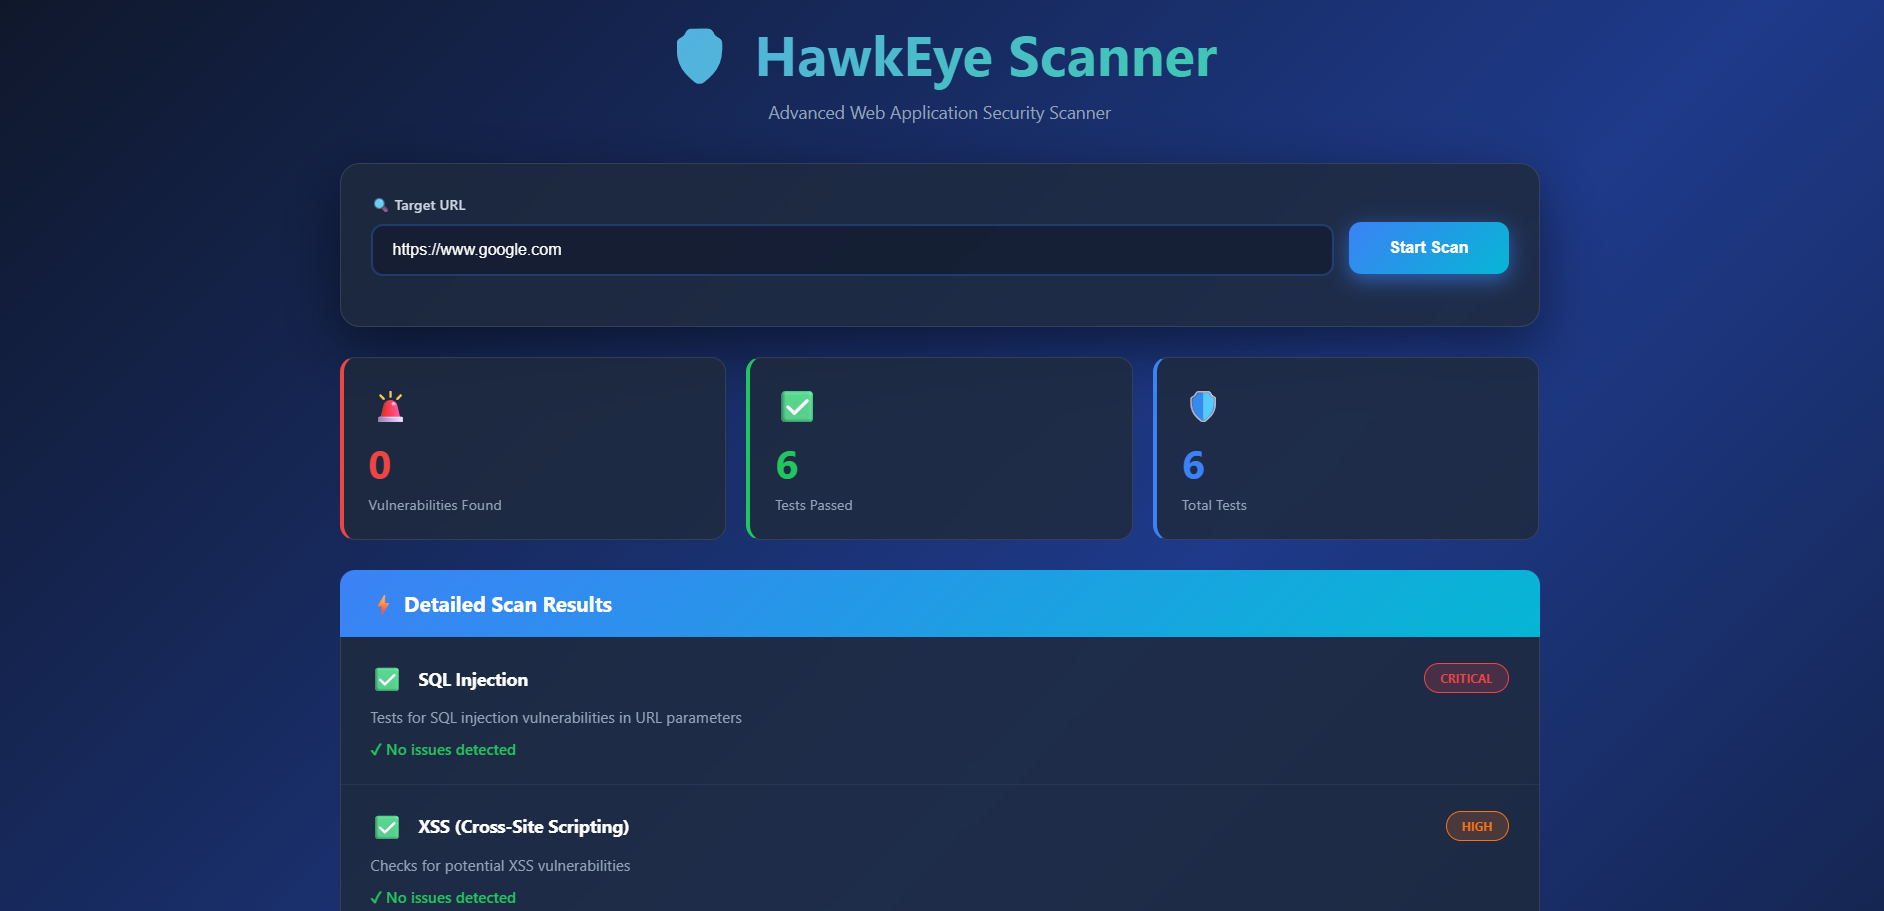 HawkEye Scanner
Advanced Web Application Security Scanner
Target URL
https://www.google.com
Start Scan
0
Vulnerabilities Found
6
Tests Passed
6
Total Tests
Detailed Scan Results
SQL Injection
CRITICAL
Tests for SQL injection vulnerabilities in URL parameters
✓ No issues detected
XSS (Cross-Site Scripting)
HIGH
Checks for potential XSS vulnerabilities
✓ No issues detected